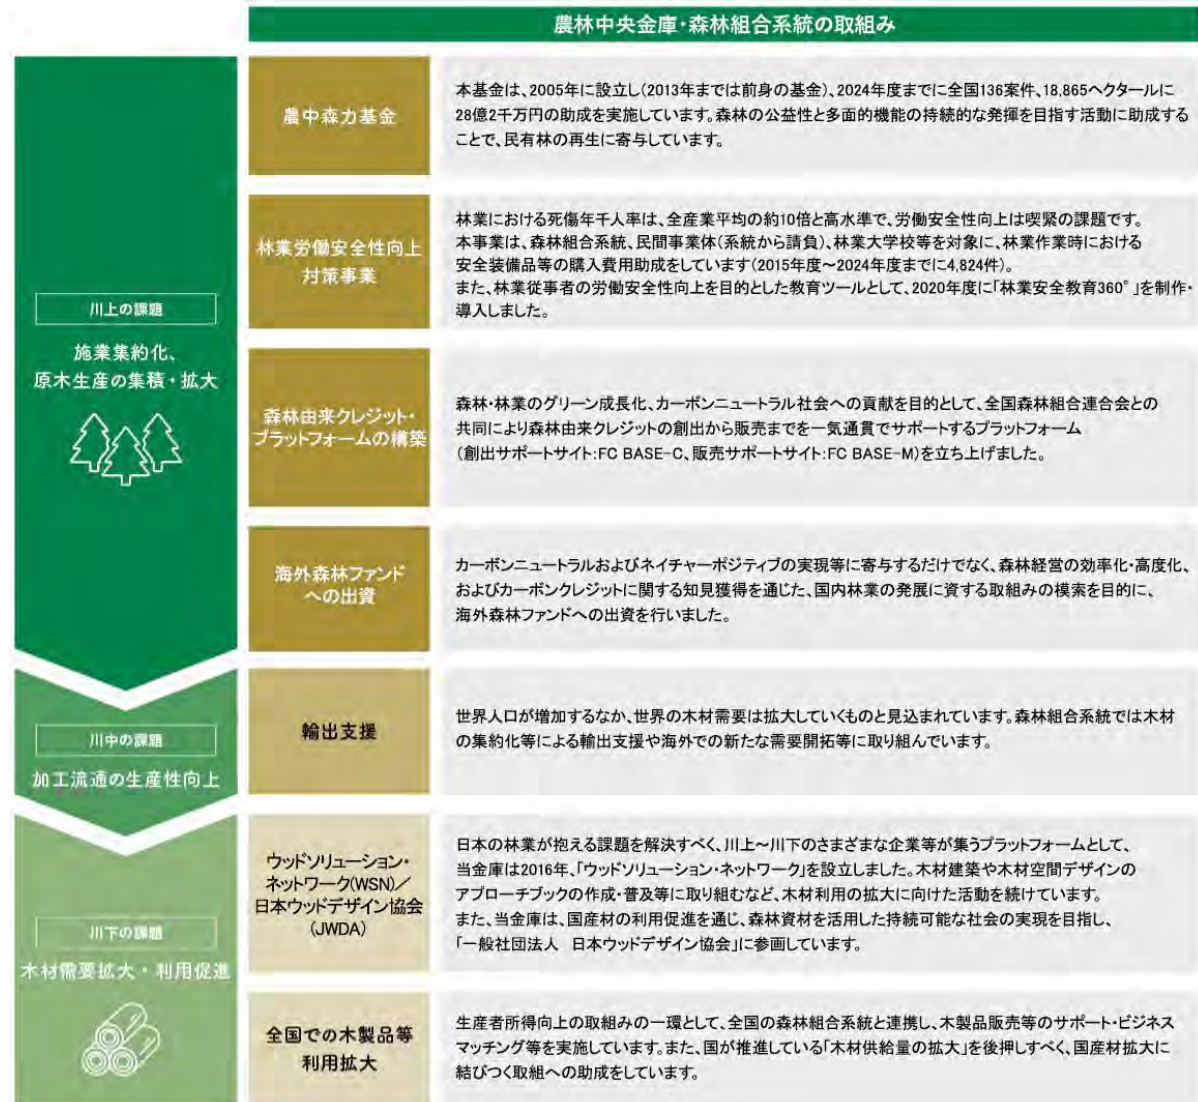 農林中央金庫・森林組合系統の取組み
川上の課題
施業集約化、
原木生産の集積・拡大
農中森力基金
本基金は、2005年に設立し(2013年までは前身の基金)、2024年度までに全国136案件、18,865ヘクタールに
28億2千万円の助成を実施しています。森林の公益性と多面的機能の持続的な発揮を目指す活動に助成する
ことで、民有林の再生に寄与しています。
林業労働安全性向上
対策事業
林業における死傷年千人率は、全産業平均の約10倍と高水準で、労働安全性向上は喫緊の課題です。
本事業は、森林組合系統、民間事業体(系統から請負)、林業大学校等を対象に、林業作業時における
安全装備品等の購入費用助成をしています(2015年度～2024年度までに4,824件)。
また、林業従事者の労働安全性向上を目的とした教育ツールとして、2020年度に「林業安全教育360°」を制作・
導入しました。
森林由来クレジット・
プラットフォームの構築
森林・林業のグリーン成長化、カーボンニュートラル社会への貢献を目的として、全国森林組合連合会との
共同により森林由来クレジットの創出から販売までを一気通貫でサポートするプラットフォーム
(創出サポートサイト:FC BASE-C、販売サポートサイト:FC BASE-M)を立ち上げました。
海外森林ファンド
への出資
カーボンニュートラルおよびネイチャーポジティブの実現等に寄与するだけでなく、森林経営の効率化・高度化、
およびカーボンクレジットに関する知見獲得を通じた、国内林業の発展に資する取組みの模索を目的に、
海外森林ファンドへの出資を行いました。
川中の課題
加工流通の生産性向上
輸出支援
世界人口が増加するなか、世界の木材需要は拡大していくものと見込まれています。森林組合系統では木材
の集約化等による輸出支援や海外での新たな需要開拓等に取り組んでいます。
川下の課題
木材需要拡大・利用促進
ウッドソリューション・
ネットワーク(WSN)／
日本ウッドデザイン協会
(JWDA)
日本の林業が抱える課題を解決すべく、川上～川下のさまざまな企業等が集うプラットフォームとして、
当金庫は2016年、「ウッドソリューション・ネットワーク」を設立しました。木材建築や木材空間デザインの
アプローチブックの作成・普及等に取り組むなど、木材利用の拡大に向けた活動を続けています。
また、当金庫は、国産材の利用促進を通じ、森林資材を活用した持続可能な社会の実現を目指し、
「一般社団法人　日本ウッドデザイン協会」に参画しています。
全国での木製品等
利用拡大
生産者所得向上の取組みの一環として、全国の森林組合系統と連携し、木製品販売等のサポート・ビジネス
マッチング等を実施しています。また、国が推進している「木材供給量の拡大」を後押しすべく、国産材拡大に
結びつく取組への助成をしています。